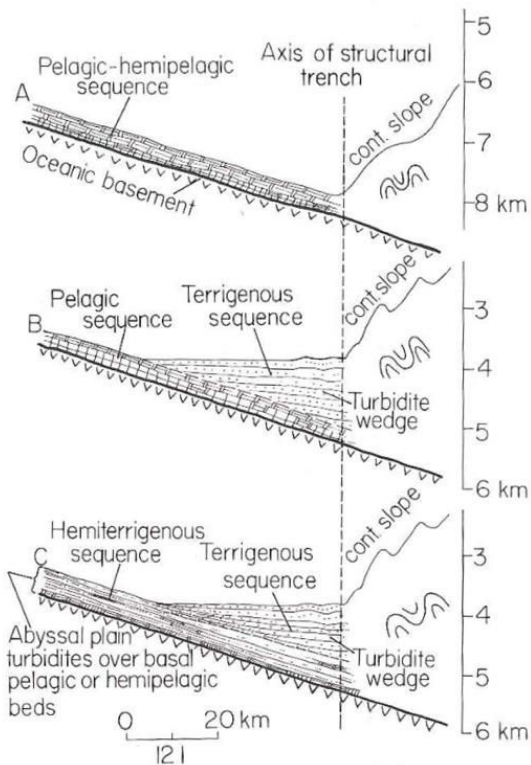 Axis of structural
trench
Pelagic-hemipelagic
sequence
A
Oceanic basement
cont. slope
5
6
7
8 km
Pelagic
sequence
B
Terrigenous
sequence
Turbidite
wedge
cont. slope
3
4
5
6 km
Hemiterrigenous
sequence
C
Terrigenous
sequence
Turbidite
wedge
cont. slope
Abyssal plain
turbidites over basal
pelagic or hemipelagic
beds
3
4
5
6 km
0 20 km
12:1